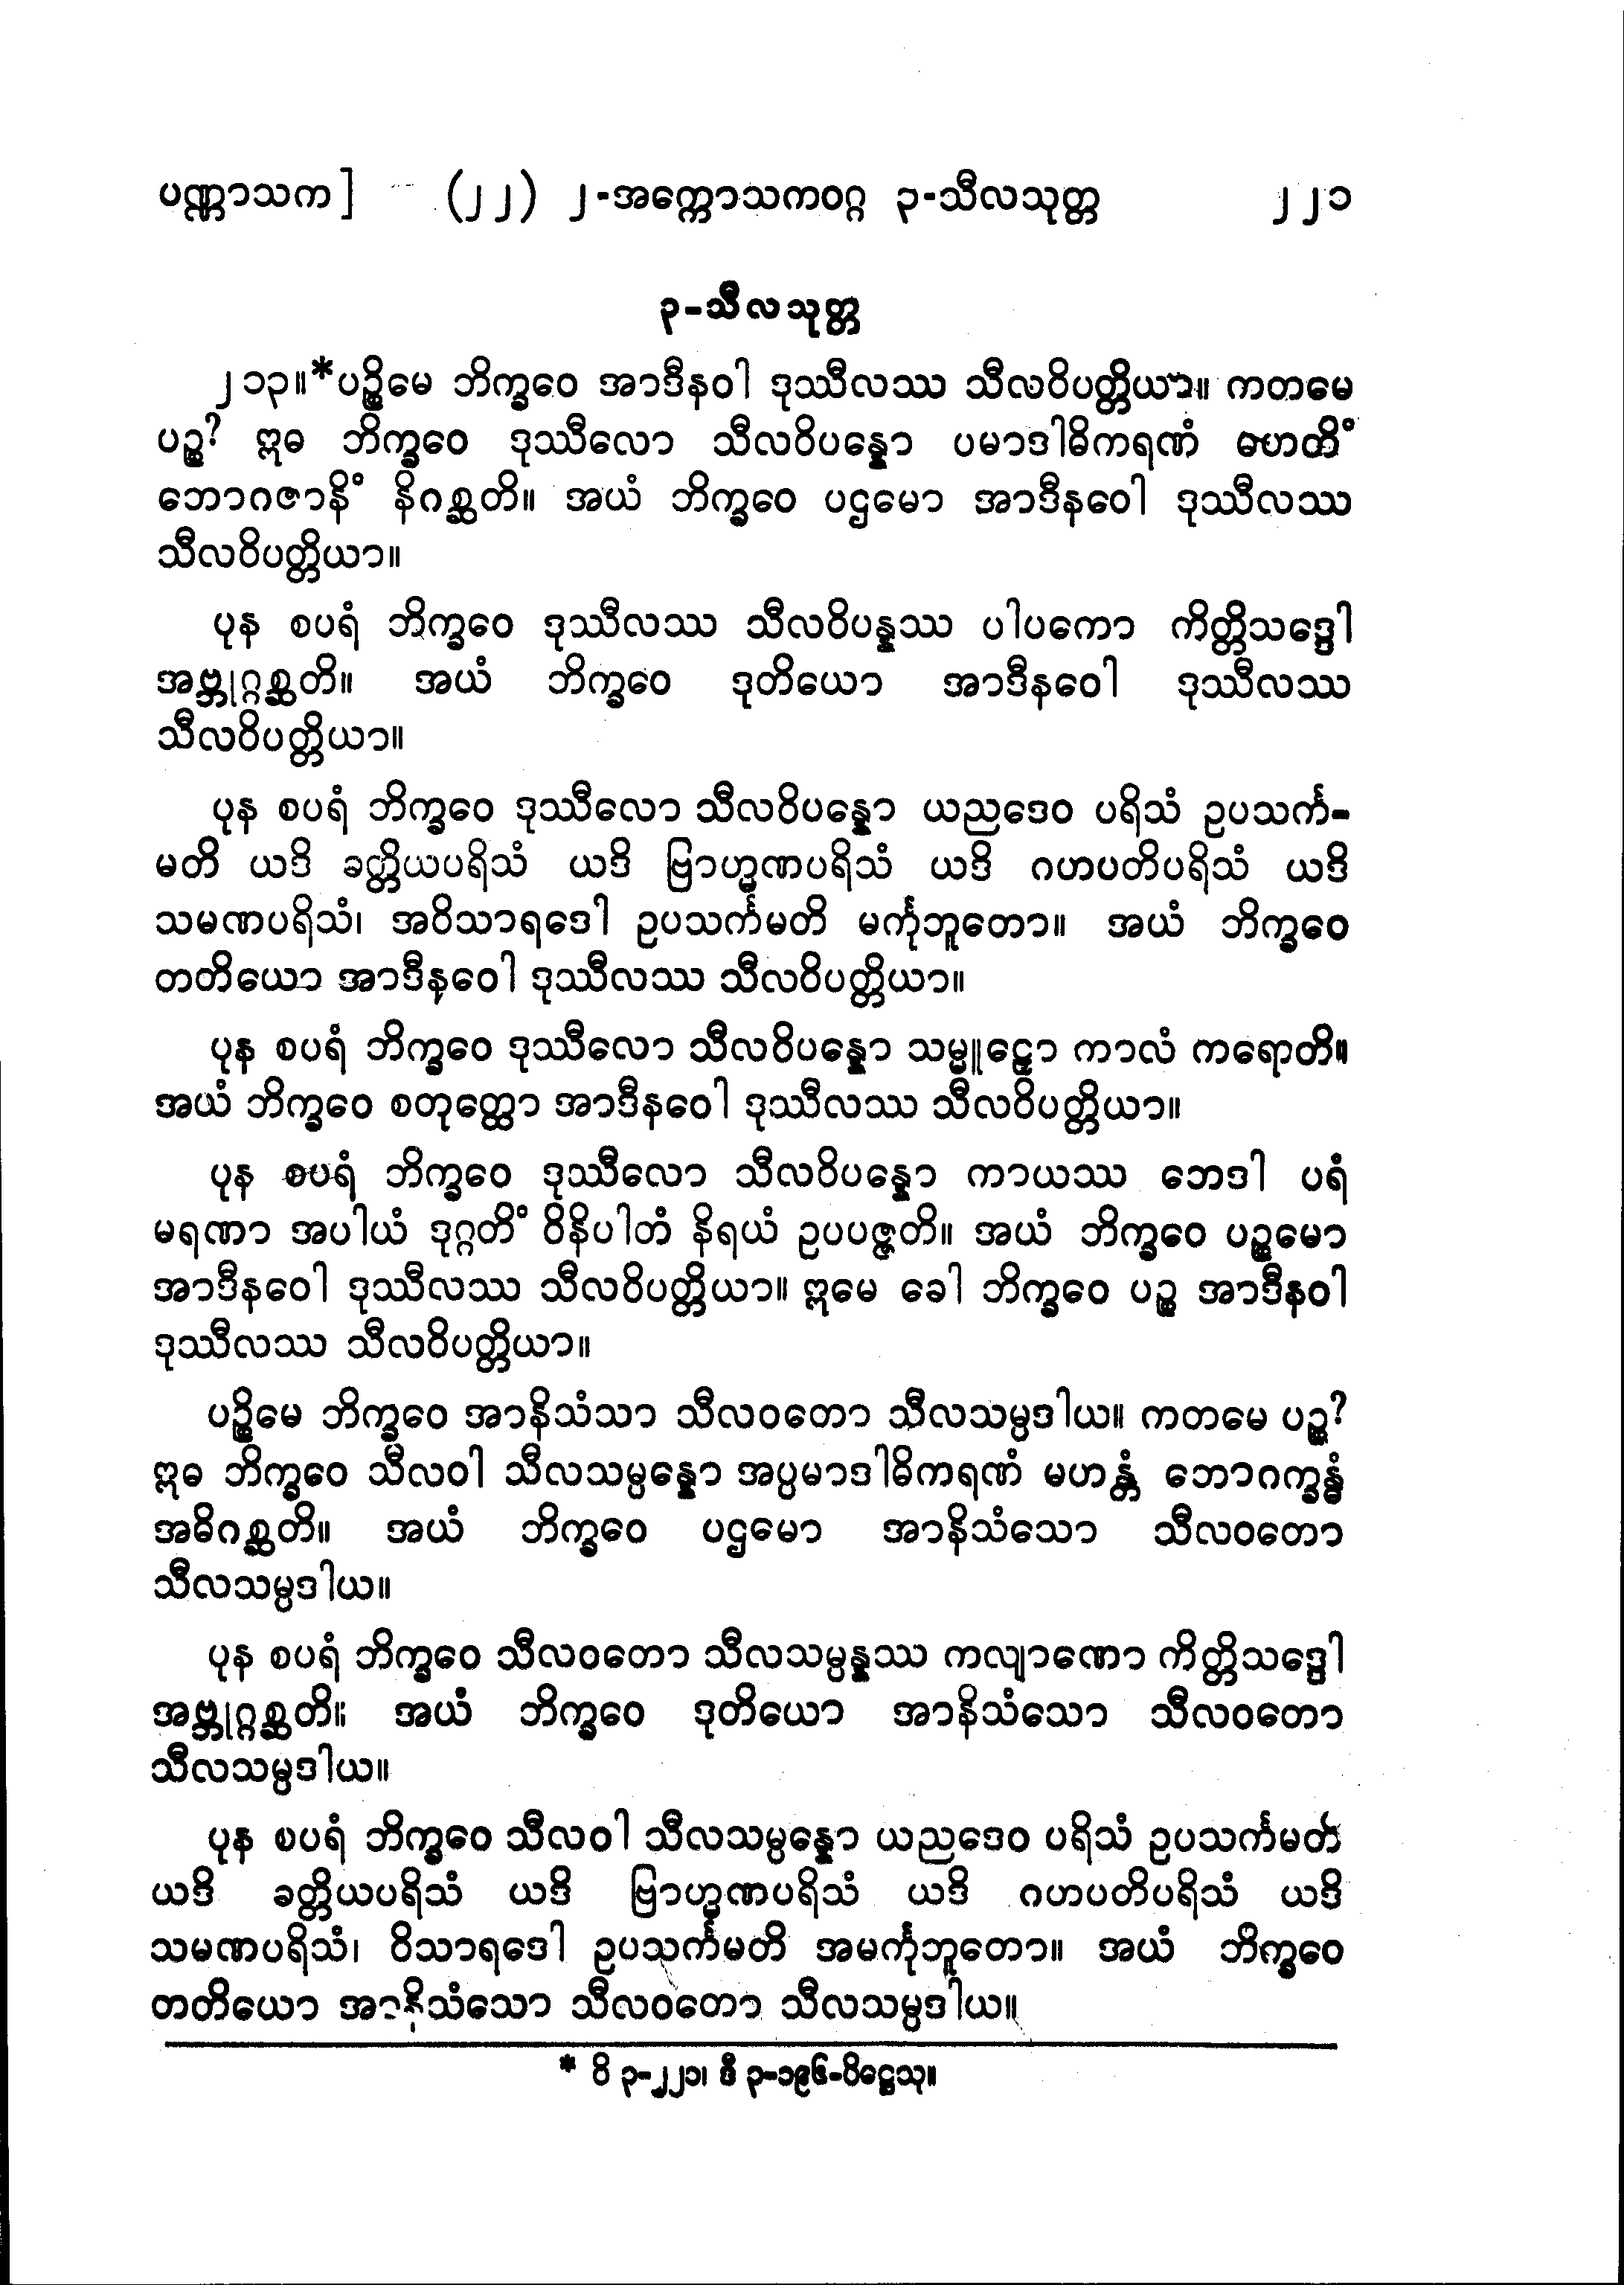 ပဏ္ဏာသက] (၂၂) ၂-အက္ကောသကဝဂ္ဂ ၃-သီလသုတ္တ ၂၂၁
၃-သီလသုတ္တ
၂၁၃။*ပဉ္စိမေ ဘိက္ခဝေ အာဒီနဝါ ဒုဿီလဿ သီလဝိပတ္တိယာ။ ကတမေ
ပဉ္စ? ဣဓ ဘိက္ခဝေ ဒုဿီလော သီလဝိပန္နော ပမာဒါဓိကရဏံ မဟတိံ
ဘောဂဇာနိံ နိဂစ္ဆတိ။ အယံ ဘိက္ခဝေ ပဌမော အာဒီနဝေါ ဒုဿီလဿ
သီလဝိပတ္တိယာ။
ပုန စပရံ ဘိက္ခဝေ ဒုဿီလဿ သီလဝိပန္နဿ ပါပကော ကိတ္တိသဒ္ဒေါ
အဗ္ဘုဂ္ဂစ္ဆတိ။ အယံ ဘိက္ခဝေ ဒုတိယော အာဒီနဝေါ ဒုဿီလဿ
သီလဝိပတ္တိယာ။
ပုန စပရံ ဘိက္ခဝေ ဒုဿီလော သီလဝိပန္နော ယညဒေဝ ပရိသံ ဥပသင်္က-
မတိ ယဒိ ခတ္တိယပရိသံ ယဒိ ဗြာဟ္မဏပရိသံ ယဒိ ဂဟပတိပရိသံ ယဒိ
သမဏပရိသံ၊ အဝိသာရဒေါ ဥပသင်္ကမတိ မင်္ကုဘူတော။ အယံ ဘိက္ခဝေ
တတိယော အာဒီနဝေါ ဒုဿီလဿ သီလဝိပတ္တိယာ။
ပုန စပရံ ဘိက္ခဝေ ဒုဿီလော သီလဝိပန္နော သမ္မူဠှော ကာလံ ကရောတိ။
အယံ ဘိက္ခဝေ စတုတ္ထော အာဒီနဝေါ ဒုဿီလဿ သီလဝိပတ္တိယာ။
ပုန စပရံ ဘိက္ခဝေ ဒုဿီလော သီလဝိပန္နော ကာယဿ ဘေဒါ ပရံ
မရဏာ အပါယံ ဒုဂ္ဂတိံ ဝိနိပါတံ နိရယံ ဥပပဇ္ဇတိ။ အယံ ဘိက္ခဝေ ပဉ္စမော
အာဒီနဝေါ ဒုဿီလဿ သီလဝိပတ္တိယာ။ ဣမေ ခေါ ဘိက္ခဝေ ပဉ္စ အာဒီနဝါ
ဒုဿီလဿ သီလဝိပတ္တိယာ။
ပဉ္စိမေ ဘိက္ခဝေ အာနိသံသာ သီလဝတော သီလသမ္ပဒါယ။ ကတမေ ပဉ္စ?
ဣဓ ဘိက္ခဝေ သီလဝါ သီလသမ္ပန္နော အပ္ပမာဒါဓိကရဏံ မဟန္တံ ဘောဂက္ခန္ဓံ
အဓိဂစ္ဆတိ။ အယံ ဘိက္ခဝေ ပဌမော အာနိသံသော သီလဝတော
သီလသမ္ပဒါယ။
ပုန စပရံ ဘိက္ခဝေ သီလဝတော သီလသမ္ပန္နဿ ကလျာဏော ကိတ္တိသဒ္ဒေါ
အဗ္ဘုဂ္ဂစ္ဆတိ။ အယံ ဘိက္ခဝေ ဒုတိယော အာနိသံသော သီလဝတော
သီလသမ္ပဒါယ။
ပုန စပရံ ဘိက္ခဝေ သီလဝါ သီလသမ္ပန္နော ယညဒေဝ ပရိသံ ဥပသင်္ကမတိ
ယဒိ ခတ္တိယပရိသံ ယဒိ ဗြာဟ္မဏပရိသံ ယဒိ ဂဟပတိပရိသံ ယဒိ
သမဏပရိသံ၊ ဝိသာရဒေါ ဥပသင်္ကမတိ အမင်္ကုဘူတော။ အယံ ဘိက္ခဝေ
တတိယော အာနိသံသော သီလဝတော သီလသမ္ပဒါယ။
* ဝိ ၃-၂၂၁၊ ဒီ ၃-၁၉၆-ပိဋ္ဌေသု။